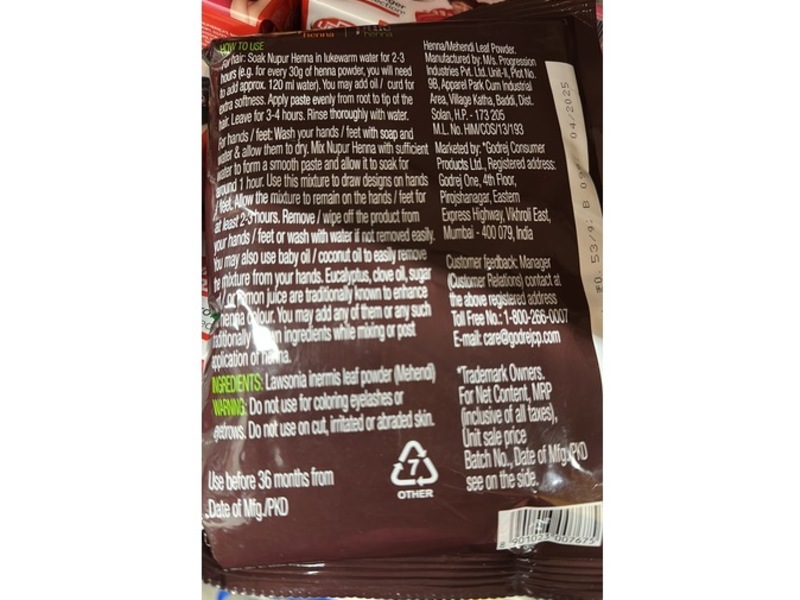 henna
henna
HOW TO USE
For hair: Soak Nupur Henna in lukewarm water for 2-3
hours (e.g. for every 30g of henna powder, you will need
to add approx. 120 ml water). You may add oil / curd for
extra softness. Apply paste evenly from root to tip of the
hair. Leave for 3-4 hours. Rinse thoroughly with water.
For hands / feet: Wash your hands / feet with soap and
water & allow them to dry. Mix Nupur Henna with sufficient
water to form a smooth paste and allow it to soak for
around 1 hour. Use this mixture to draw designs on hands
/ feet. Allow the mixture to remain on the hands / feet for
at least 2-3 hours. Remove / wipe off the product from
your hands / feet or wash with water if not removed easily.
You may also use baby oil / coconut oil to easily remove
the mixture from your hands. Eucalyptus, clove oil, sugar
or lemon juice are traditionally known to enhance
henna colour. You may add any of them or any such
ingredients while mixing or post
application of henna.
INGREDIENTS: Lawsonia inermis leaf powder (Mehendi)
WARNING: Do not use for coloring eyelashes or
eyebrows. Do not use on cut, irritated or abraded skin.
Use before 36 months from
Date of Mfg./PKD
7
OTHER
Henna/Mehendi Leaf Powder.
Manufactured by: M/s. Progression
Industries Pvt. Ltd. Unit-II, Plot No.
9B, Apparel Park Cum Industrial
Area, Village Katha, Baddi, Dist.
Solan, H.P. - 173 205
M.L. No. HIM/COS/13/193
Marketed by: *Godrej Consumer
Products Ltd., Registered address:
Godrej One, 4th Floor,
Pirojshanagar, Eastern
Express Highway, Vikhroli East,
Mumbai - 400 079, India
Customer feedback: Manager
(Customer Relations) contact at
the above registered address
Toll Free No.: 1-800-266-0007
E-mail: care@godrejcp.com
*Trademark Owners.
For Net Content, MRP
(inclusive of all taxes),
Unit sale price
Batch No., Date of Mfg./PKD
see on the side.
04/2025
8 901023 007675